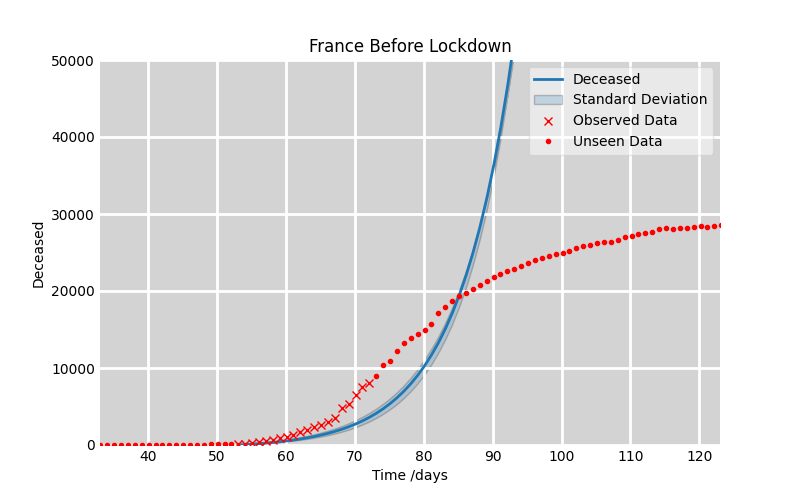 France Before Lockdown
50000
40000
30000
20000
10000
0
Deceased
Deceased
Standard Deviation
Observed Data
Unseen Data
40
50
60
70
80
90
100
110
120
Time /days